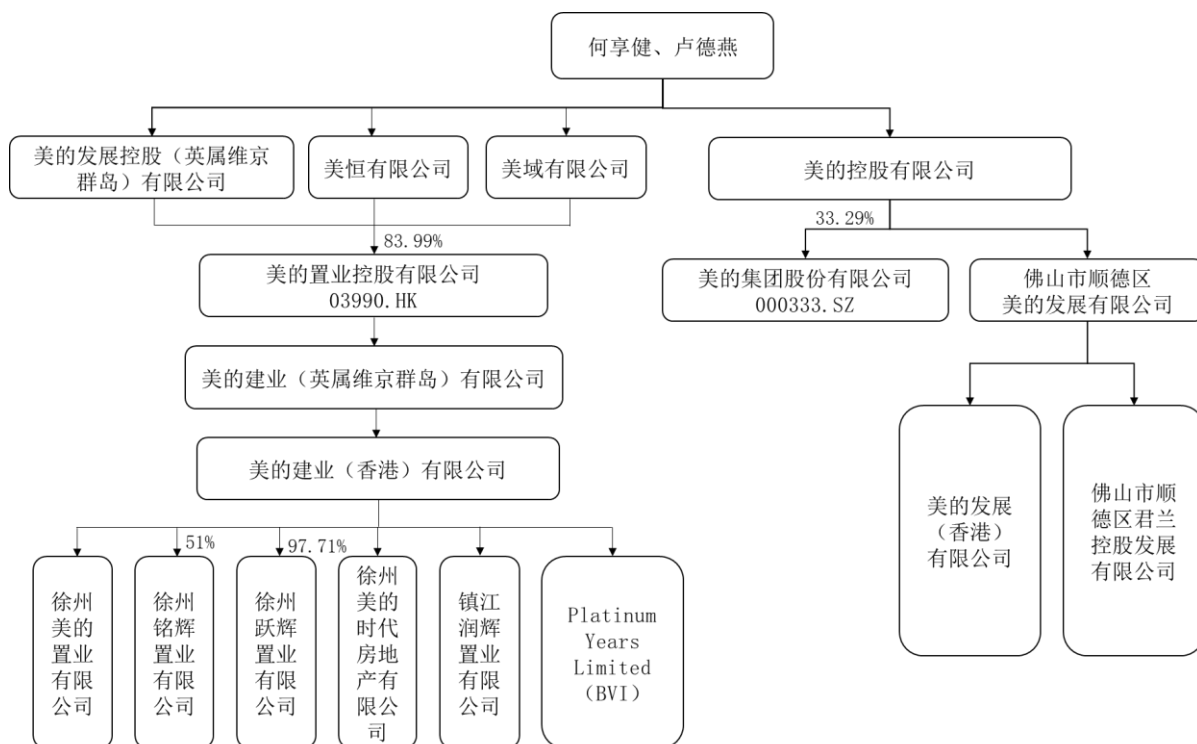 何享健、卢德燕
美的发展控股（英属维京
群岛）有限公司
美恒有限公司
美域有限公司
美的控股有限公司
83.99%
33.29%
美的置业控股有限公司
03990.HK
美的集团股份有限公司
000333.SZ
佛山市顺德区
美的发展有限公司
美的建业（英属维京群岛）有限公司
美的建业（香港）有限公司
美的发展
（香港）
有限公司
佛山市顺
德区君兰
控股发展
有限公司
51%
97.71%
徐州
美的
置业
有限
公司
徐州
铭辉
置业
有限
公司
徐州
跃辉
置业
有限
公司
徐州
美的
时代
房地
产有
限公
司
镇江
润辉
置业
有限
公司
Platinum
Years
Limited
（BVI）